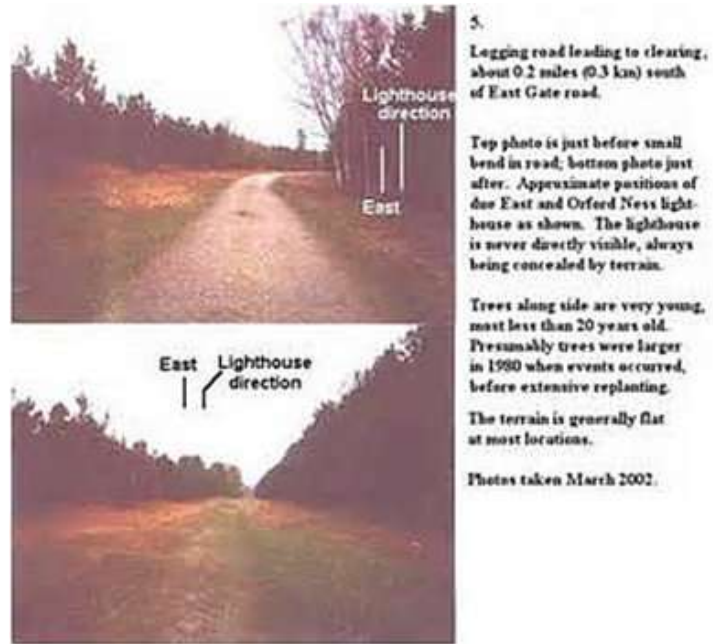 5.
Logging road leading to clearing,
about 0.2 miles (0.3 km) south
of East Gate road.
Top photo is just before small
bend in road; bottom photo just
after. Approximate positions of
due East and Orford Ness light-
house as shown. The lighthouse
is never directly visible, always
being concealed by terrain.
Trees along side are very young,
most less than 20 years old.
Presumably trees were larger
in 1980 when events occurred,
before extensive replanting.
The terrain is generally flat
at most locations.
Photos taken March 2002.
Lighthouse
direction
East
East
Lighthouse
direction